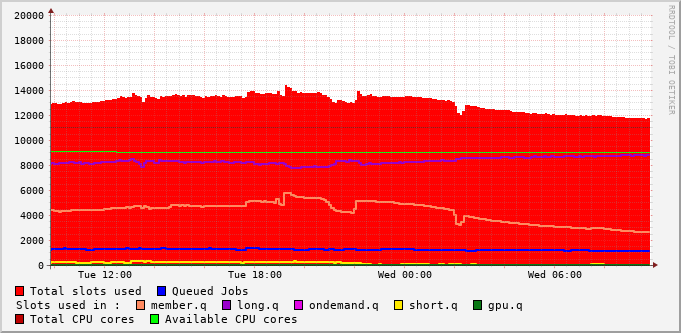 20000
18000
16000
14000
12000
10000
8000
6000
4000
2000
0
Tue 12:00 Tue 18:00 Wed 00:00 Wed 06:00
RRDTOOL / TOBI OETIKER
Total slots used Queued Jobs
Slots used in : member.q long.q ondemand.q short.q gpu.q
Total CPU cores Available CPU cores